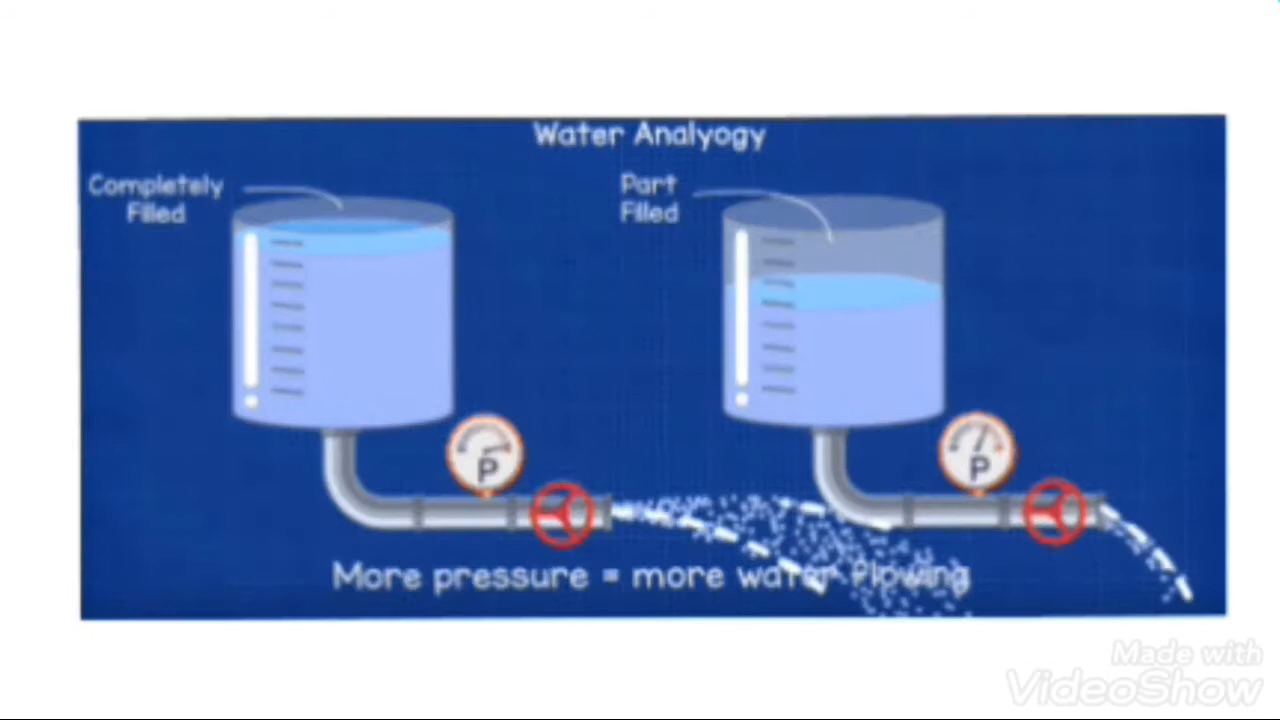 Water Analyogy
Completely
Filled
Part
Filled
P
P
More pressure = more water flowing
Made with
VideoShow